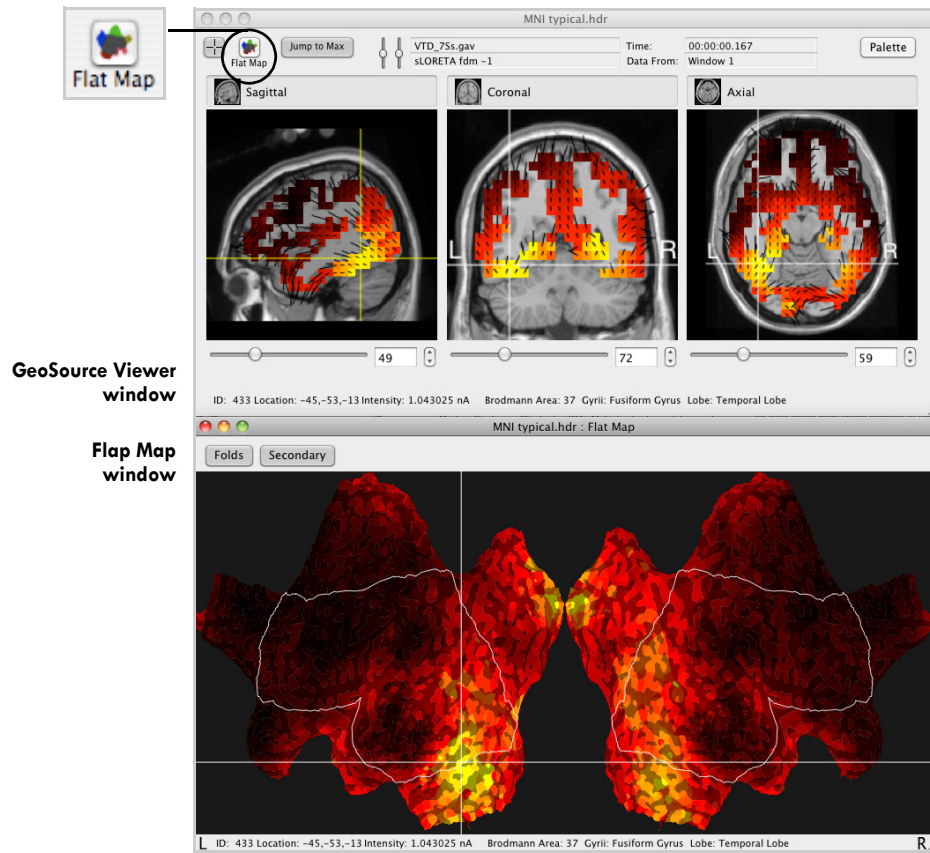 Flat Map
MNI typical.hdr
Flat Map
Jump to Max
VTD_7Ss.gav
sLORETA fdm -1
Time:
00:00:00.167
Data From:
Window 1
Palette
Sagittal
Coronal
Axial
L
R
L
R
49
72
59
GeoSource Viewer
window
ID: 433 Location: -45,-53,-13 Intensity: 1.043025 nA Brodmann Area: 37 Gyrii: Fusiform Gyrus Lobe: Temporal Lobe
Flap Map
window
MNI typical.hdr : Flat Map
Folds
Secondary
L
ID: 433 Location: -45,-53,-13 Intensity: 1.043025 nA Brodmann Area: 37 Gyrii: Fusiform Gyrus Lobe: Temporal Lobe
R